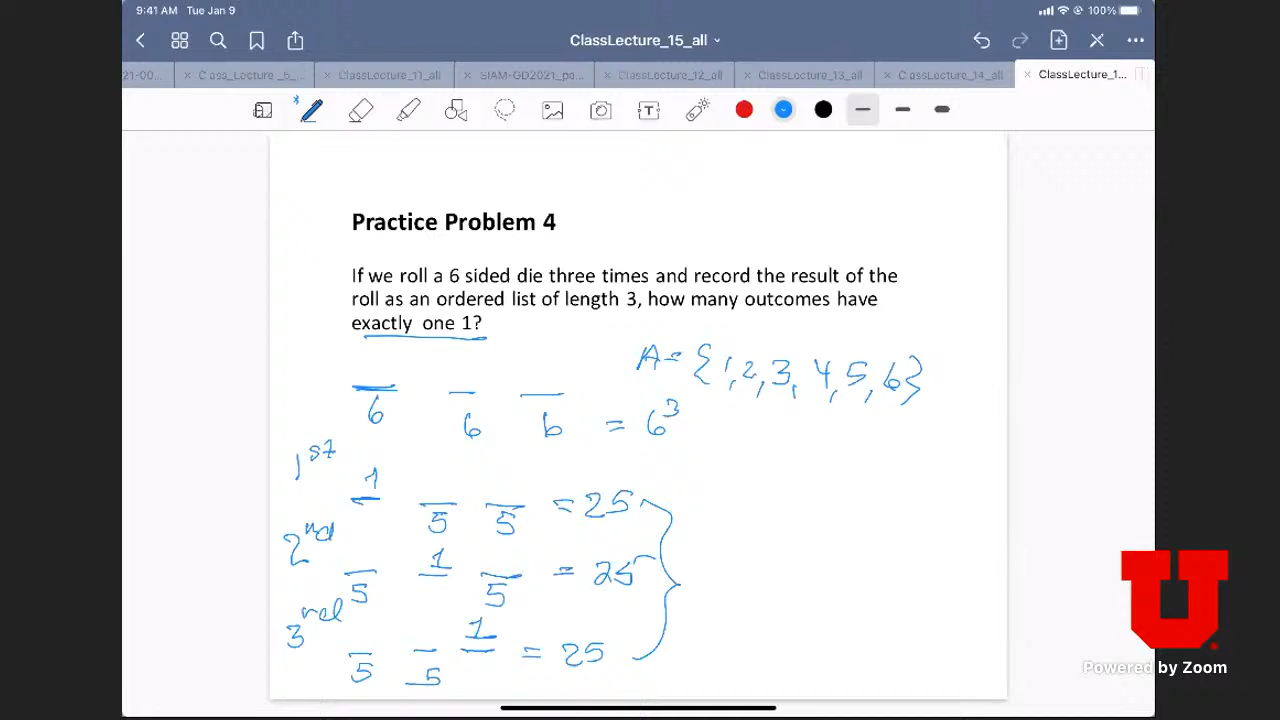 9:41 AM Tue Jan 9
100%
ClassLecture_15_all
21-00...
ClassLecture_11_all
SIAM-GD2021_po...
ClassLecture_12_all
ClassLecture_13_all
ClassLecture_14_all
ClassLecture_1...
T
Practice Problem 4
If we roll a 6 sided die three times and record the result of the
roll as an ordered list of length 3, how many outcomes have
exactly one 1?
A = {1,2,3,4,5,6}
6 6 6 = 6³
1st
1 5 5 = 25
2nd
5 1 5 = 25
3rd
5 5 1 = 25
U
Powered by Zoom